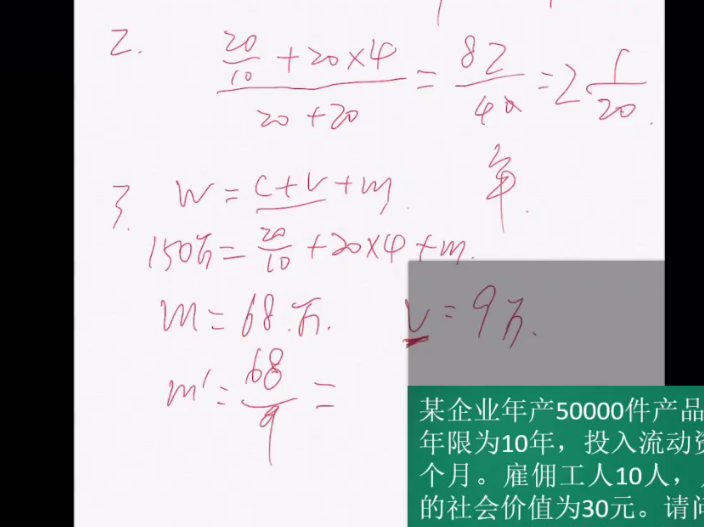 2. (20/10 + 20×4)/(20+20) = 82/40 = 2 1/20.
3. W = C+V+m 年.
150万 = 20/10 + 20×4 + m.
m = 68.万. V = 9万.
m' = 68/9 =
某企业年产50000件产品
年限为10年，投入流动资
个月。雇佣工人10人，
的社会价值为30元。请问